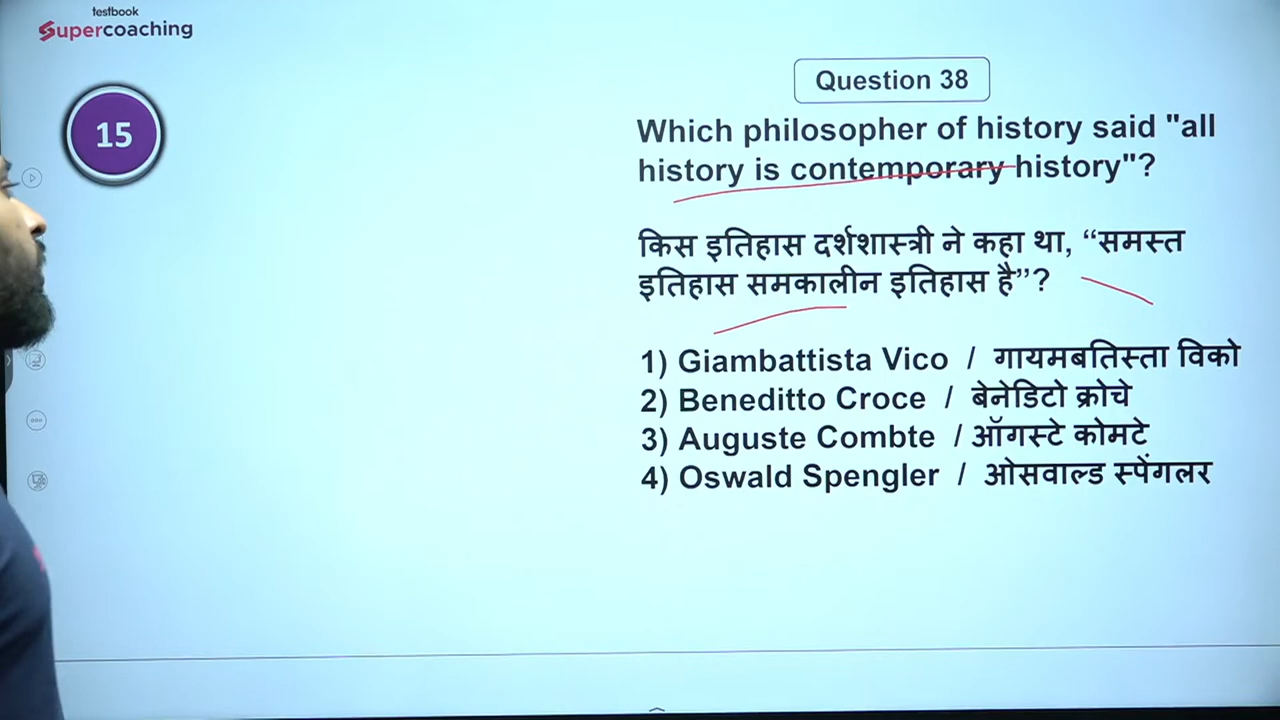 testbook
Supercoaching
15
Question 38
Which philosopher of history said "all
history is contemporary history"?
किस इतिहास दर्शशास्त्री ने कहा था, “समस्त
इतिहास समकालीन इतिहास है”?
1) Giambattista Vico / गायमबतिस्ता विको
2) Beneditto Croce / बेनेडिटो क्रोचे
3) Auguste Combte / ऑगस्टे कोमटे
4) Oswald Spengler / ओसवाल्ड स्पेंगलर